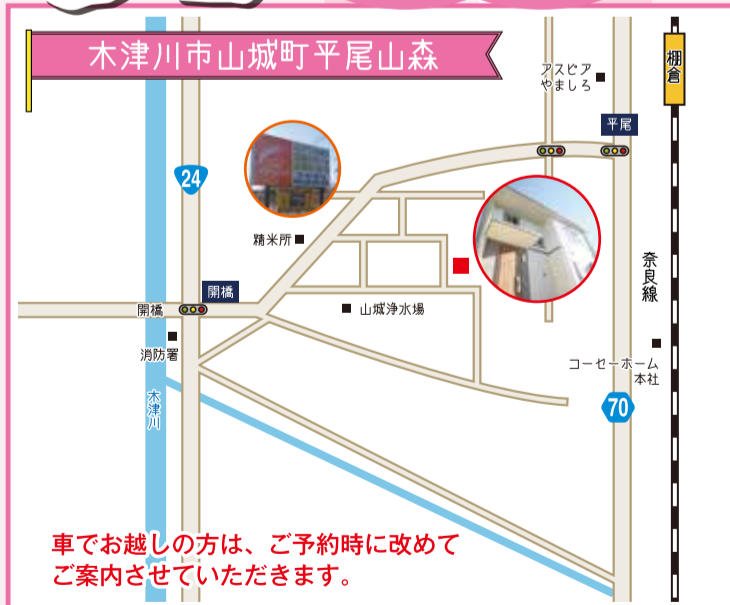 木津川市山城町平尾山森
アスピア
やましろ
棚倉
平尾
24
精米所
奈良線
開橋
開橋
山城浄水場
消防署
コーセーホーム
本社
木津川
70
車でお越しの方は、ご予約時に改めて
ご案内させていただきます。